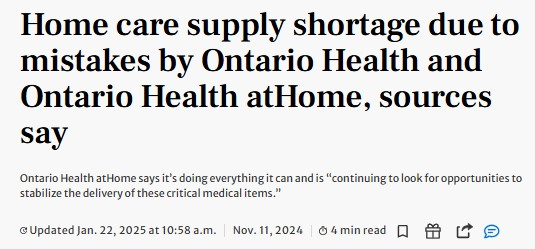 Home care supply shortage due to
mistakes by Ontario Health and
Ontario Health atHome, sources
say
Ontario Health atHome says it’s doing everything it can and is “continuing to look for opportunities to
stabilize the delivery of these critical medical items.”
Updated Jan. 22, 2025 at 10:58 a.m. Nov. 11, 2024 4 min read